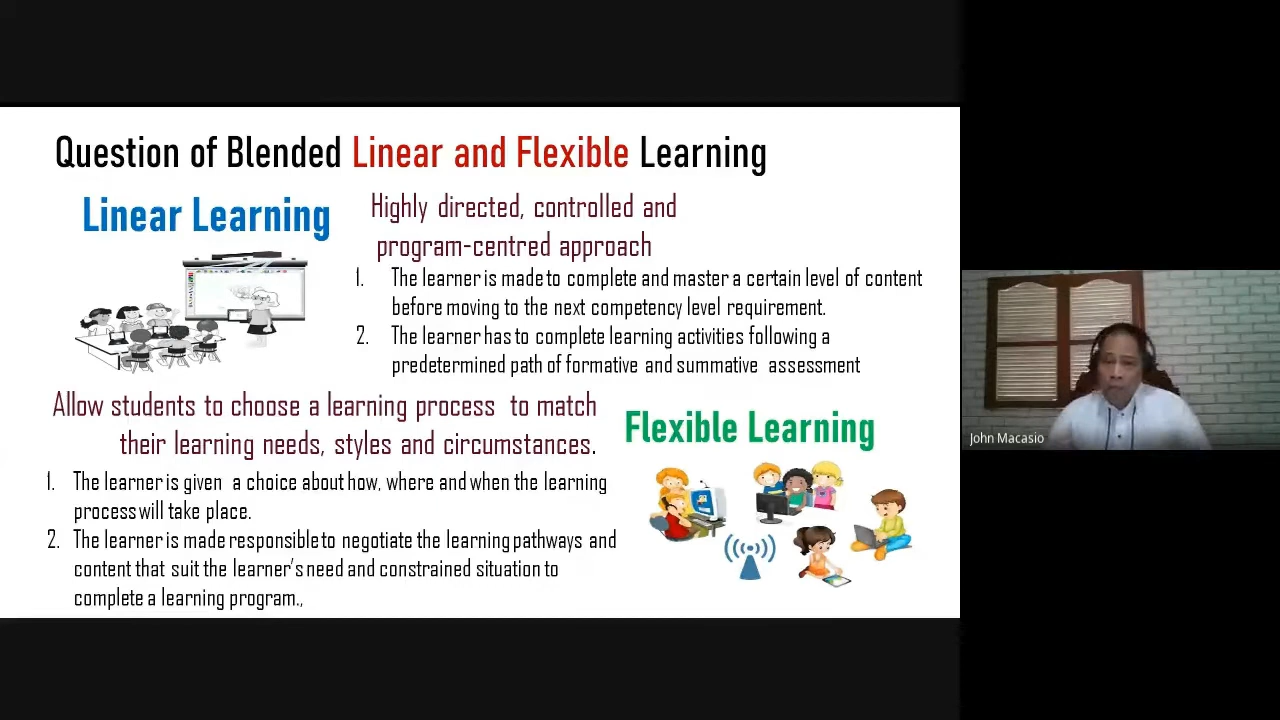 Question of Blended Linear and Flexible Learning
Linear Learning
Highly directed, controlled and
program-centred approach
1. The learner is made to complete and master a certain level of content
before moving to the next competency level requirement.
2. The learner has to complete learning activities following a
predetermined path of formative and summative assessment
Allow students to choose a learning process to match
their learning needs, styles and circumstances.
Flexible Learning
1. The learner is given a choice about how, where and when the learning
process will take place.
2. The learner is made responsible to negotiate the learning pathways and
content that suit the learner's need and constrained situation to
complete a learning program.,
John Macasio